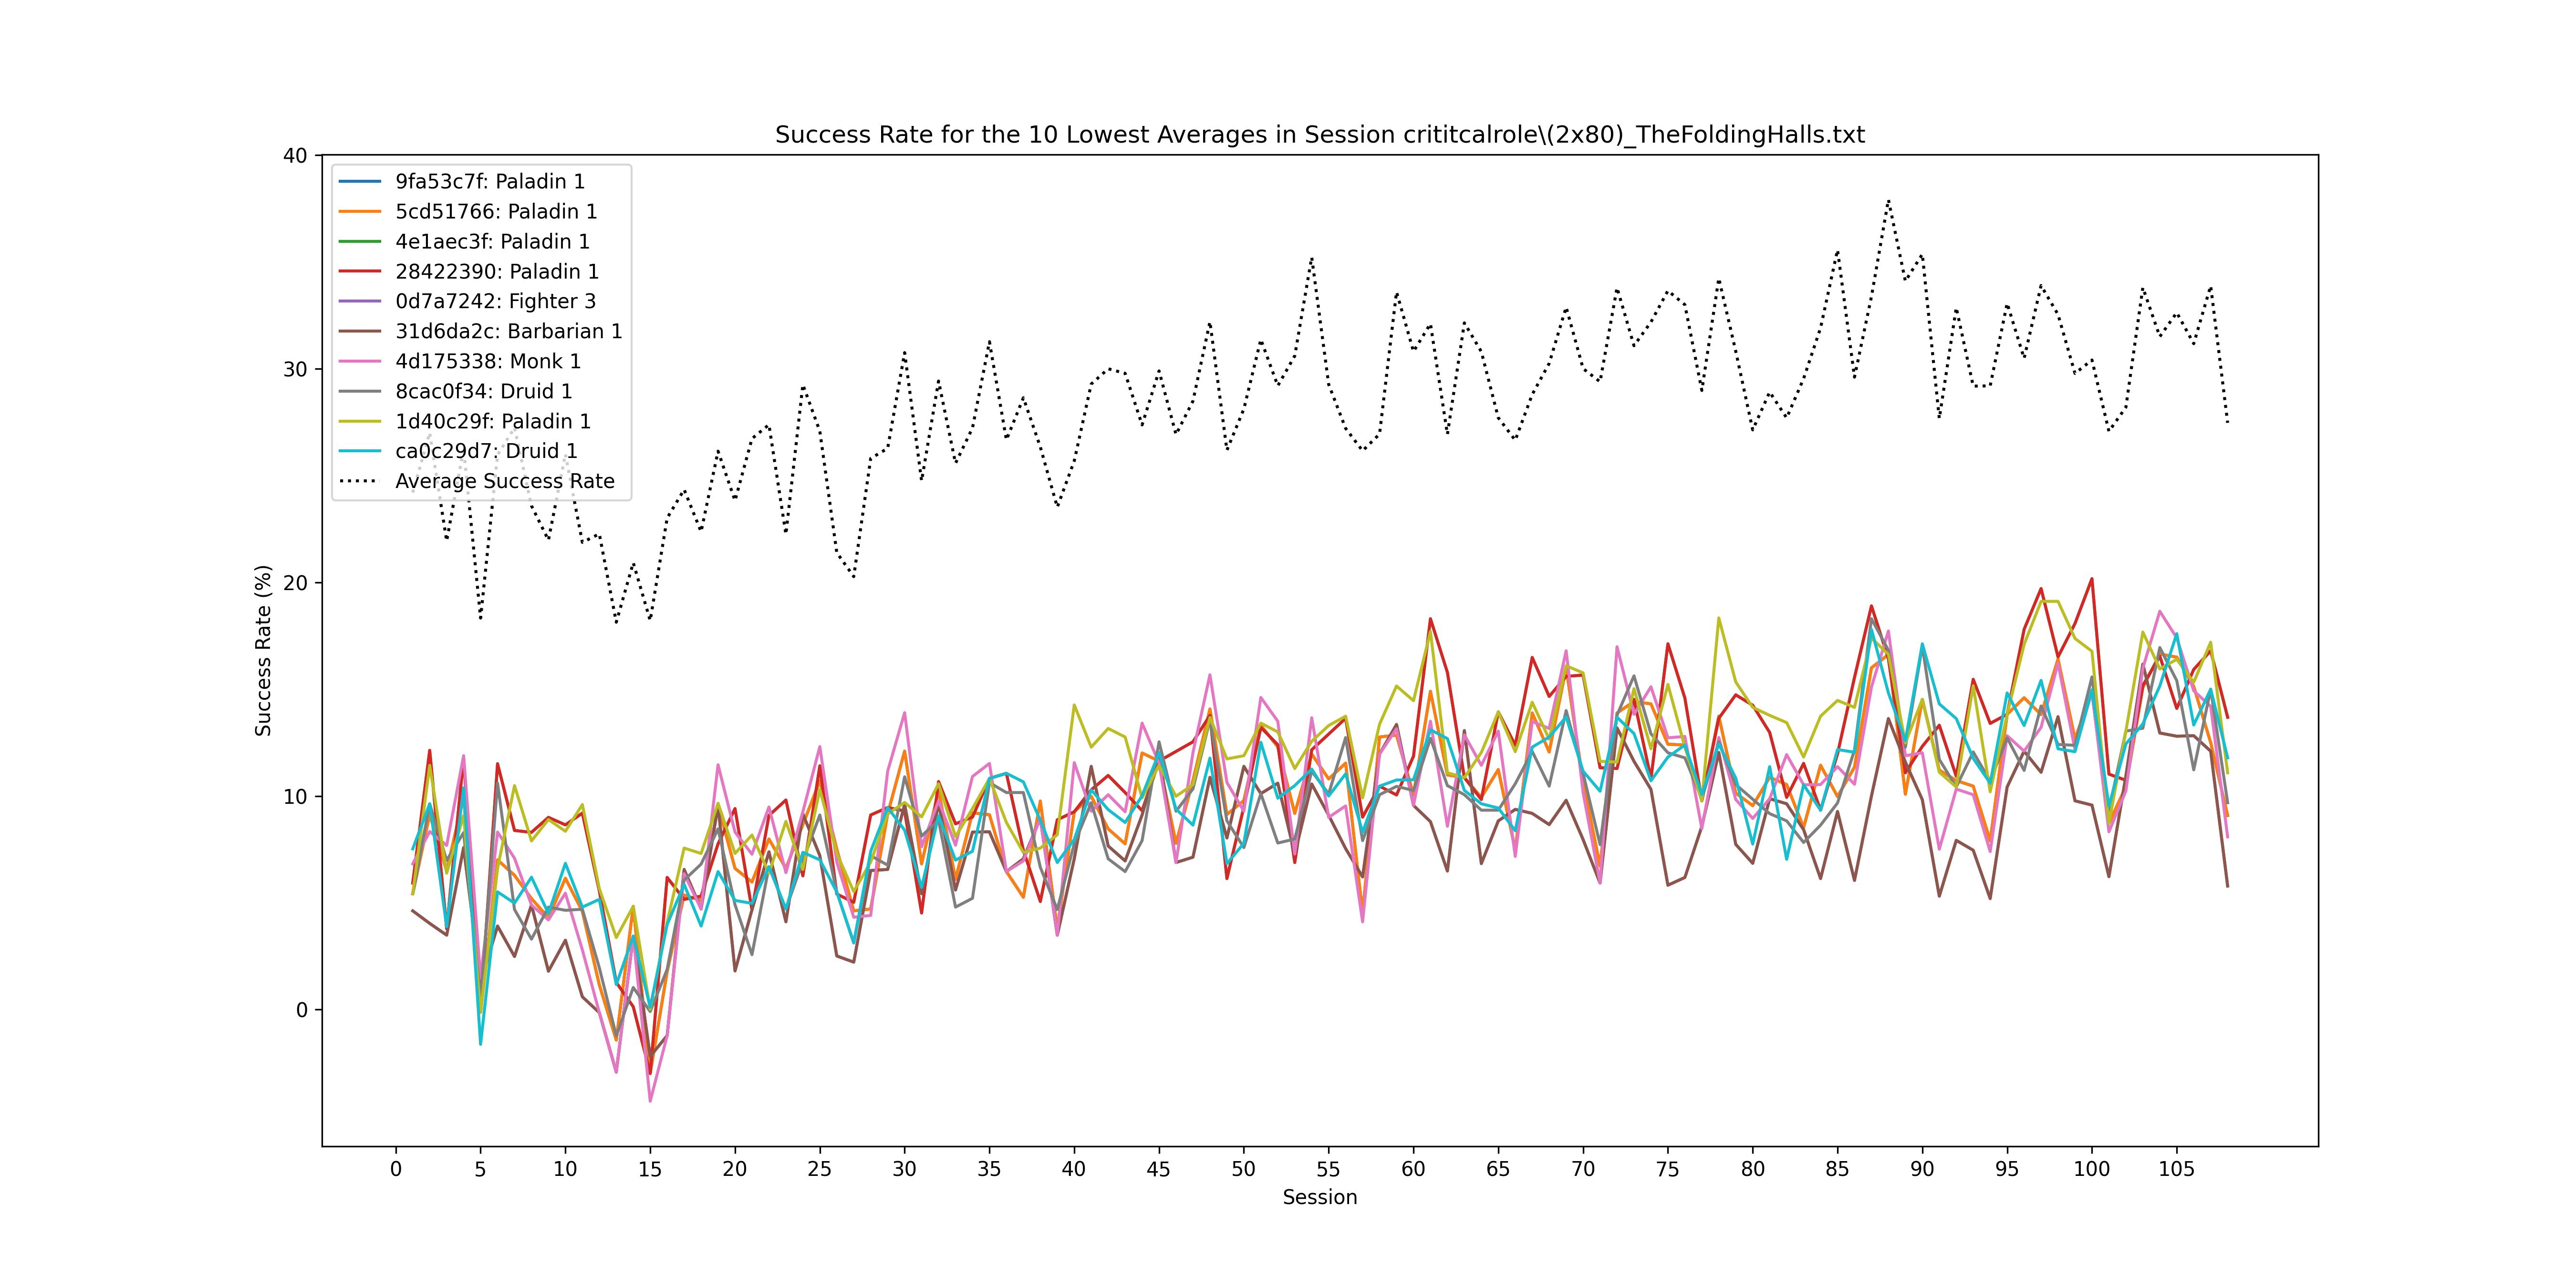 Success Rate for the 10 Lowest Averages in Session crititcalrole\(2x80)_TheFoldingHalls.txt
40
30
20
10
0
Success Rate (%)
9fa53c7f: Paladin 1
5cd51766: Paladin 1
4e1aec3f: Paladin 1
28422390: Paladin 1
0d7a7242: Fighter 3
31d6da2c: Barbarian 1
4d175338: Monk 1
8cac0f34: Druid 1
1d40c29f: Paladin 1
ca0c29d7: Druid 1
Average Success Rate
0 5 10 15 20 25 30 35 40 45 50 55 60 65 70 75 80 85 90 95 100 105
Session